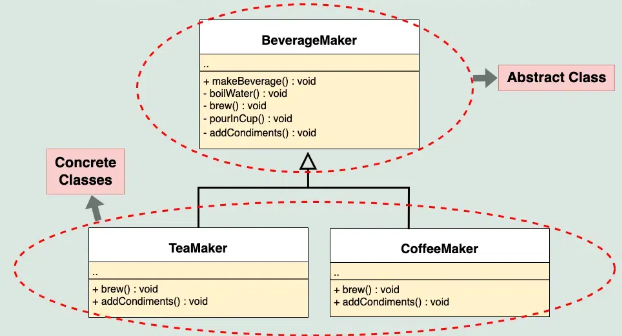 BeverageMaker
..
+ makeBeverage() : void
- boilWater() : void
- brew() : void
- pourInCup() : void
- addCondiments() : void
Abstract Class
Concrete
Classes
TeaMaker
..
+ brew() : void
+ addCondiments() : void
CoffeeMaker
..
+ brew() : void
+ addCondiments() : void